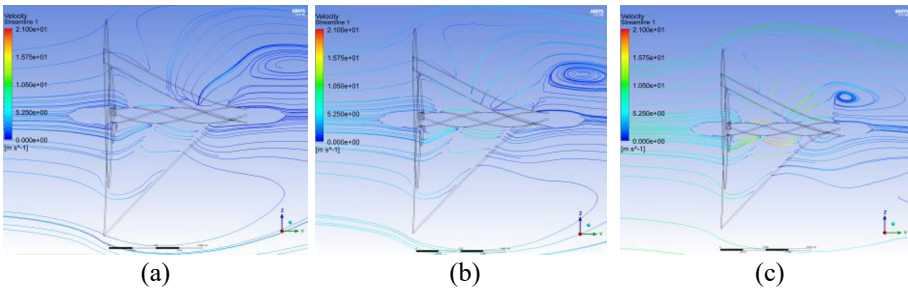 Velocity
Streamline 1
2.100e+01
1.575e+01
1.050e+01
5.250e+00
0.000e+00
[m s^-1]
ANSYS
Z
Y
(a)
Velocity
Streamline 1
2.100e+01
1.575e+01
1.050e+01
5.250e+00
0.000e+00
[m s^-1]
ANSYS
Z
Y
(b)
Velocity
Streamline 1
2.100e+01
1.575e+01
1.050e+01
5.250e+00
0.000e+00
[m s^-1]
ANSYS
Z
Y
(c)